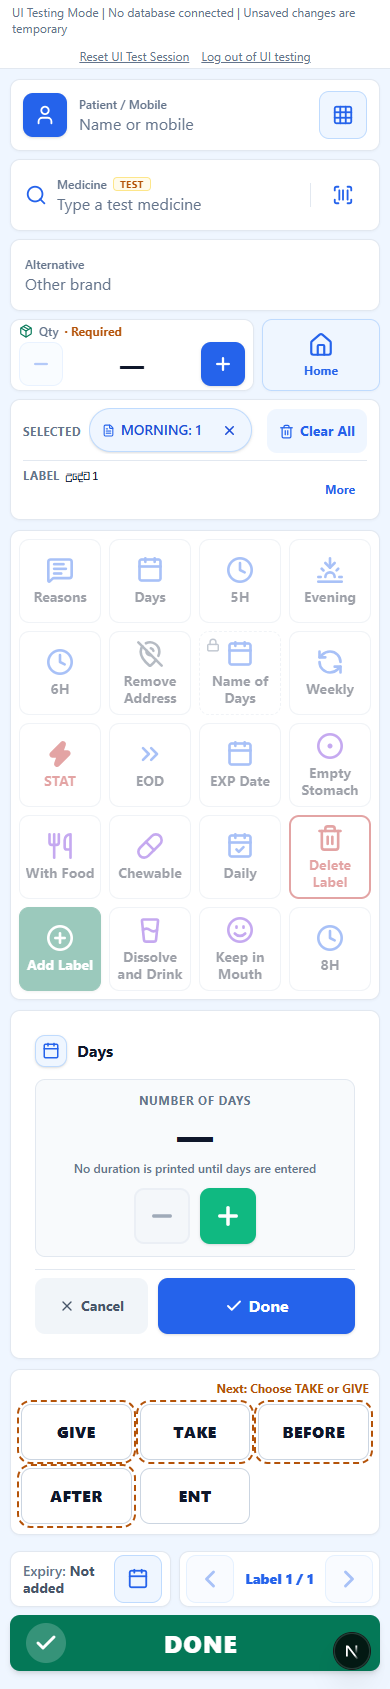 UI Testing Mode | No database connected | Unsaved changes are
temporary
Reset UI Test Session Log out of UI testing
Patient / Mobile
Name or mobile
Medicine TEST
Type a test medicine
Alternative
Other brand
Qty · Required
—
Home
SELECTED MORNING: 1 Clear All
LABEL 1
More
Reasons
Days
5H
Evening
6H
Remove
Address
Name of
Days
Weekly
STAT
EOD
EXP Date
Empty
Stomach
With Food
Chewable
Daily
Delete
Label
Add Label
Dissolve
and Drink
Keep in
Mouth
8H
Days
NUMBER OF DAYS
—
No duration is printed until days are entered
Cancel
Done
Next: Choose TAKE or GIVE
GIVE
TAKE
BEFORE
AFTER
ENT
Expiry: Not
added
Label 1 / 1
DONE
N